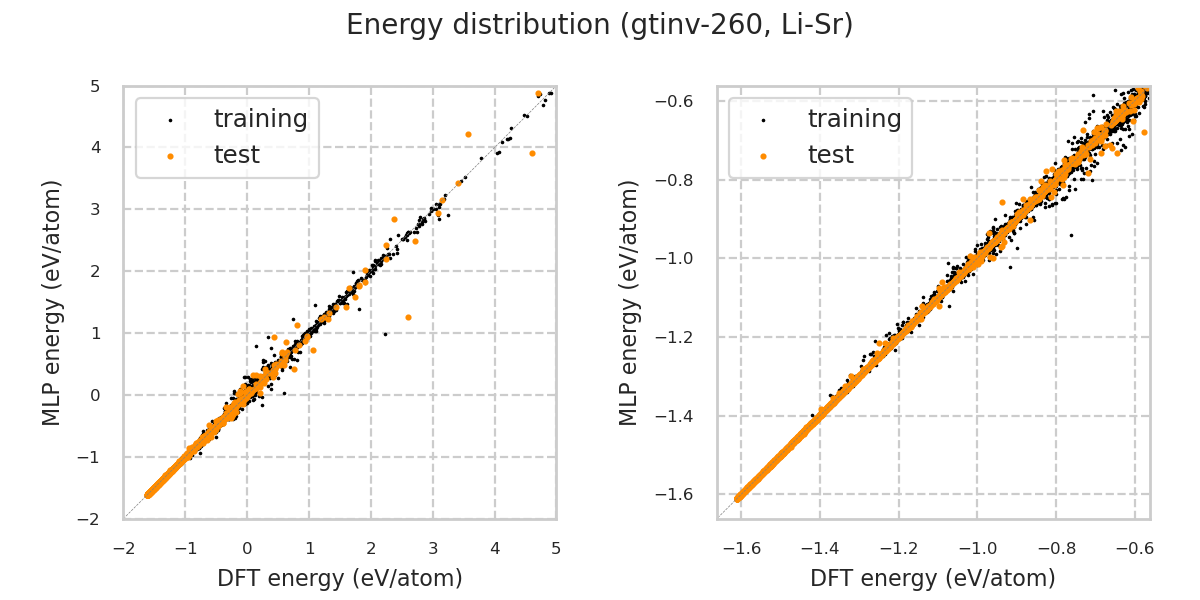 Energy distribution (gtinv-260, Li-Sr)
training
test
MLP energy (eV/atom)
5
4
3
2
1
0
−1
−2
−2 −1 0 1 2 3 4 5
DFT energy (eV/atom)
training
test
MLP energy (eV/atom)
−0.6
−0.8
−1.0
−1.2
−1.4
−1.6
−1.6 −1.4 −1.2 −1.0 −0.8 −0.6
DFT energy (eV/atom)